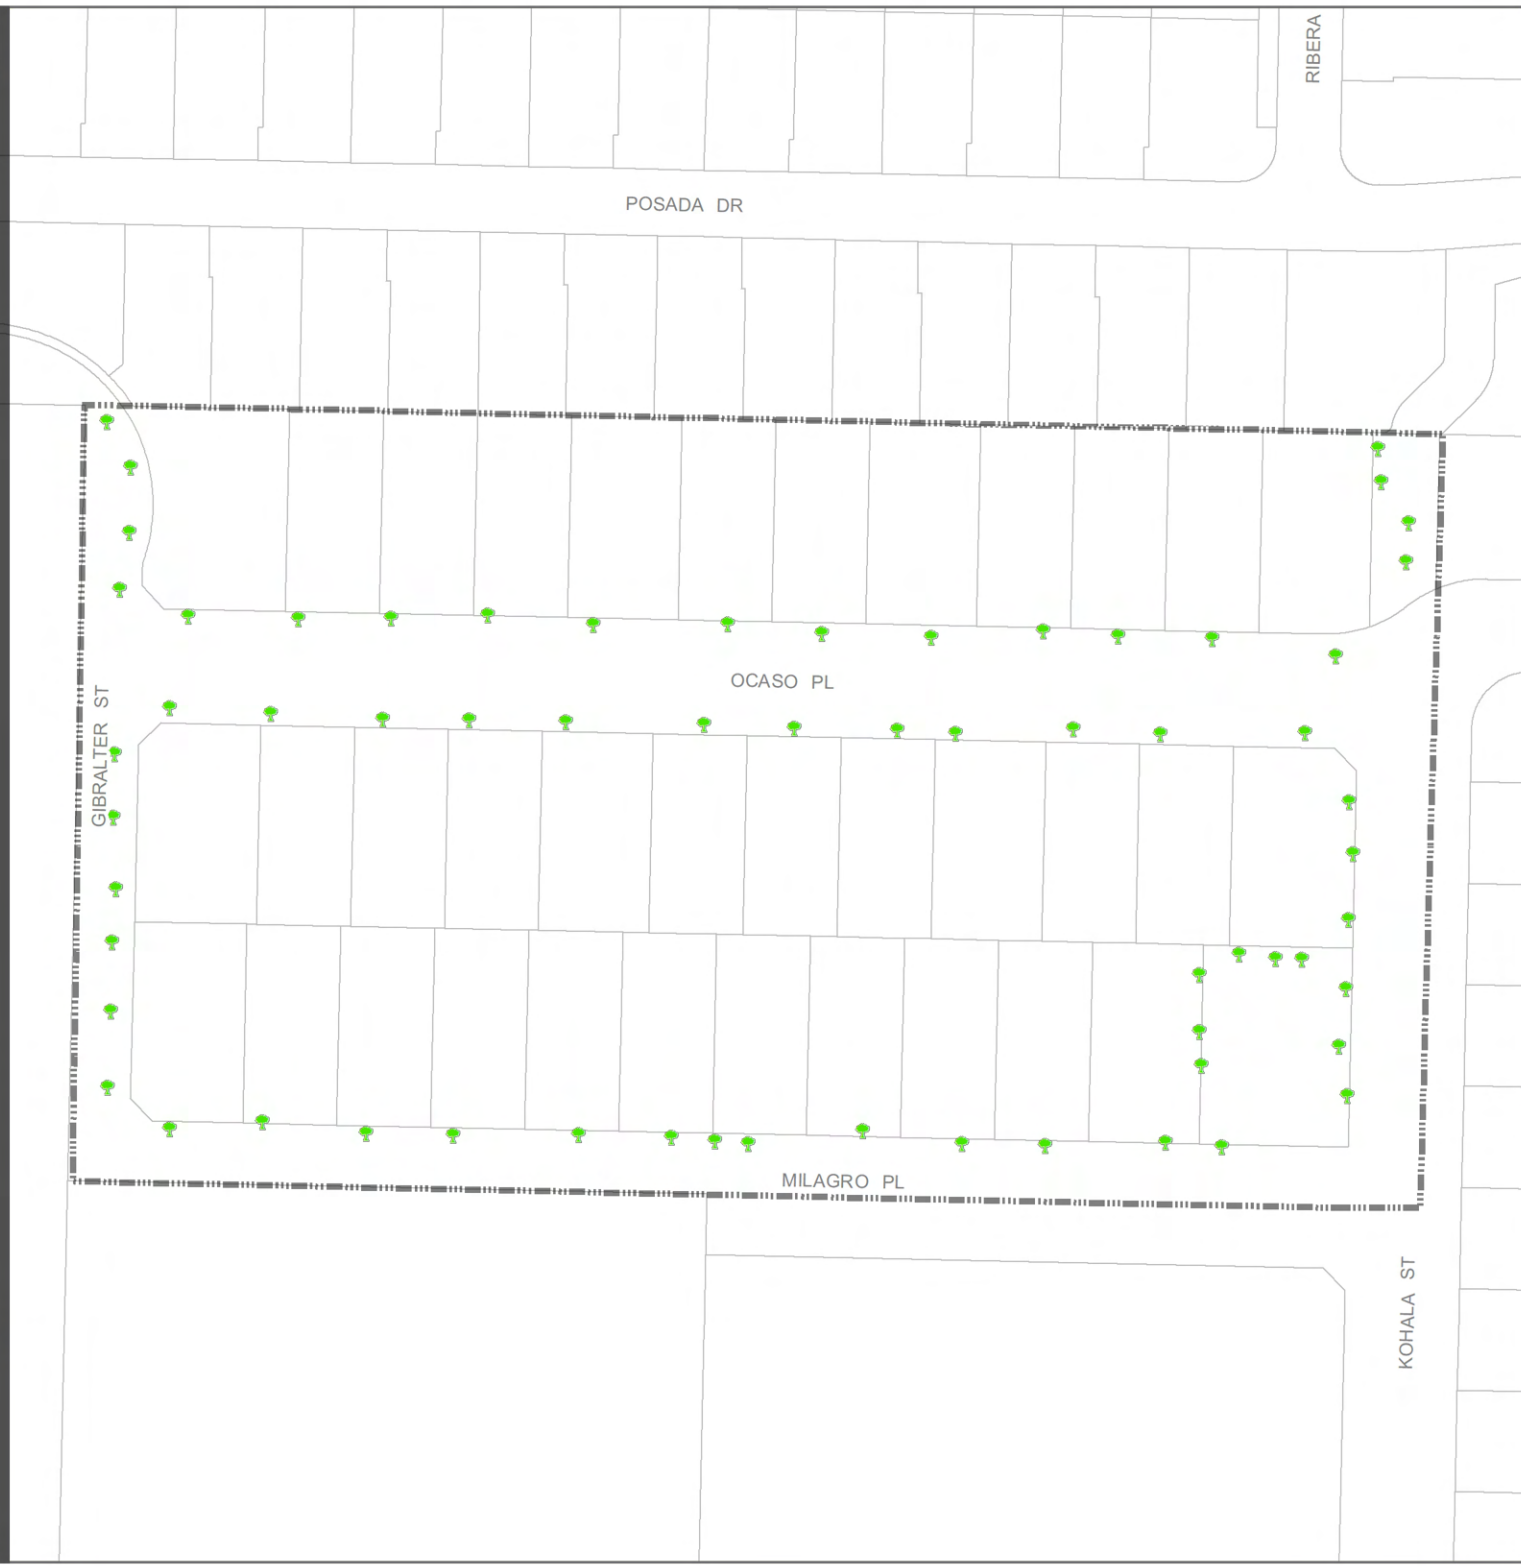 RIBERA
POSADA DR
OCASO PL
GIBRALTER ST
MILAGRO PL
KOHALA ST